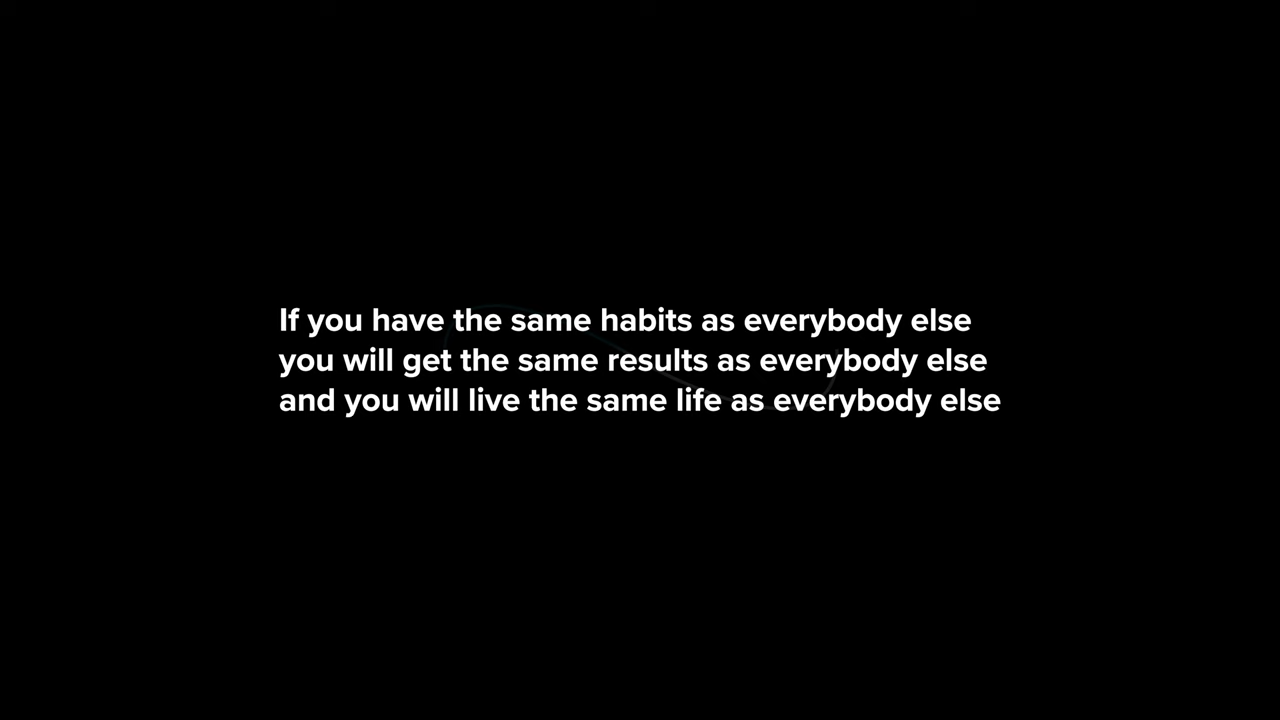 If you have the same habits as everybody else
you will get the same results as everybody else
and you will live the same life as everybody else